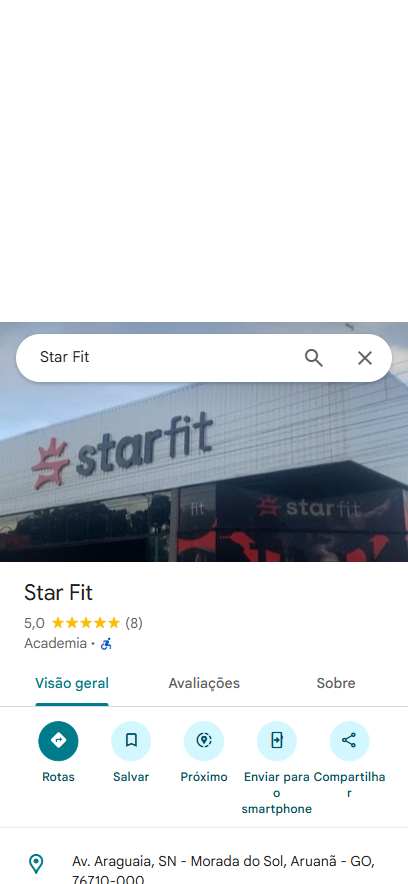 Star Fit
starfit
fit
starfit
Star Fit
5,0 (8)
Academia ·
Visão geral Avaliações Sobre
Rotas Salvar Próximo Enviar para o smartphone Compartilhar
Av. Araguaia, SN - Morada do Sol, Aruanã - GO,
76710-000